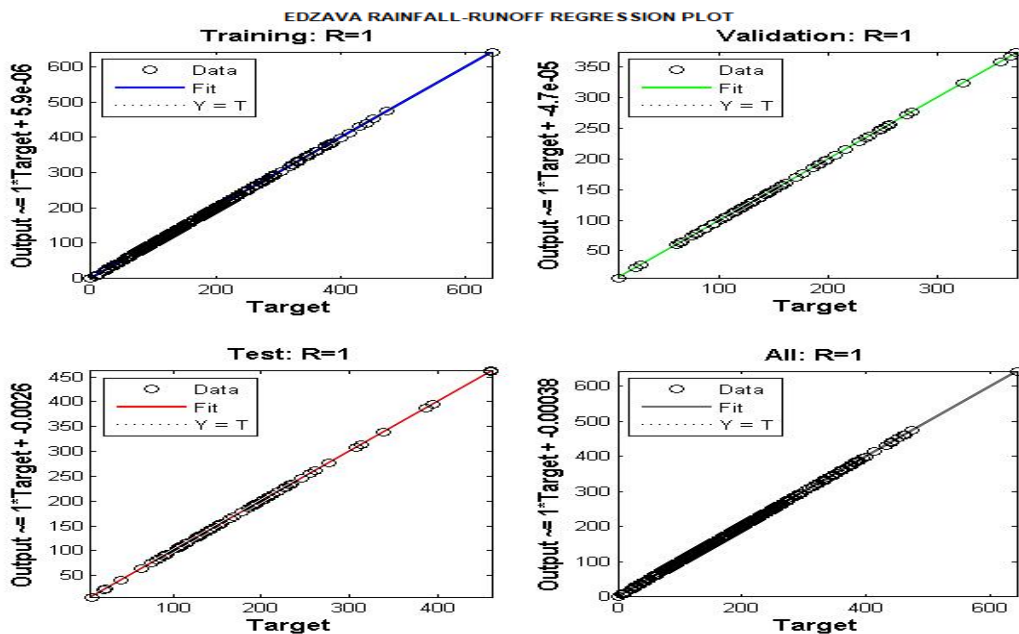 EDZAVA RAINFALL-RUNOFF REGRESSION PLOT
Training: R=1
Output ~= 1*Target + 5.9e-06
600
500
400
300
200
100
0
Data
Fit
Y = T
0 200 400 600
Target
Validation: R=1
Output ~= 1*Target + -4.7e-05
350
300
250
200
150
100
50
Data
Fit
Y = T
100 200 300
Target
Test: R=1
Output ~= 1*Target + -0.0026
450
400
350
300
250
200
150
100
50
Data
Fit
Y = T
100 200 300 400
Target
All: R=1
Output ~= 1*Target + -0.00038
600
500
400
300
200
100
0
Data
Fit
Y = T
0 200 400 600
Target